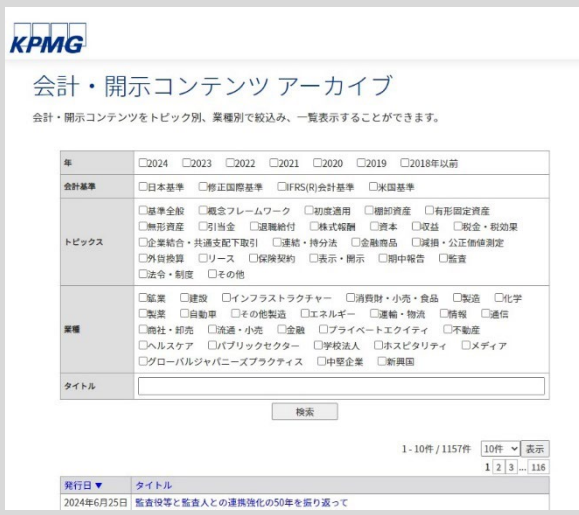 KPMG
会計・開示コンテンツ アーカイブ
会計・開示コンテンツをトピック別、業種別で絞込み、一覧表示することができます。
年 □2024 □2023 □2022 □2021 □2020 □2019 □2018年以前
会計基準 □日本基準 □修正国際基準 □IFRS(R)会計基準 □米国基準
□基準全般 □概念フレームワーク □初度適用 □棚卸資産 □有形固定資産
□無形資産 □引当金 □退職給付 □株式報酬 □資本 □収益 □税金・税効果
トピックス □企業結合・共通支配下取引 □連結・持分法 □金融商品 □減損・公正価値測定
□外貨換算 □リース □保険契約 □表示・開示 □期中報告 □監査
□法令・制度 □その他
□鉱業 □建設 □インフラストラクチャー □消費財・小売・食品 □製造 □化学
□製薬 □自動車 □その他製造 □エネルギー □運輸・物流 □情報 □通信
業種 □商社・卸売 □流通・小売 □金融 □プライベートエクイティ □不動産
□ヘルスケア □パブリックセクター □学校法人 □ホスピタリティ □メディア
□グローバルジャパニーズプラクティス □中堅企業 □新興国
タイトル
検索
1 - 10件 / 1157件 10件 表示
1 2 3 ... 116
発行日▼ タイトル
2024年6月25日 監査役等と監査人との連携強化の50年を振り返って